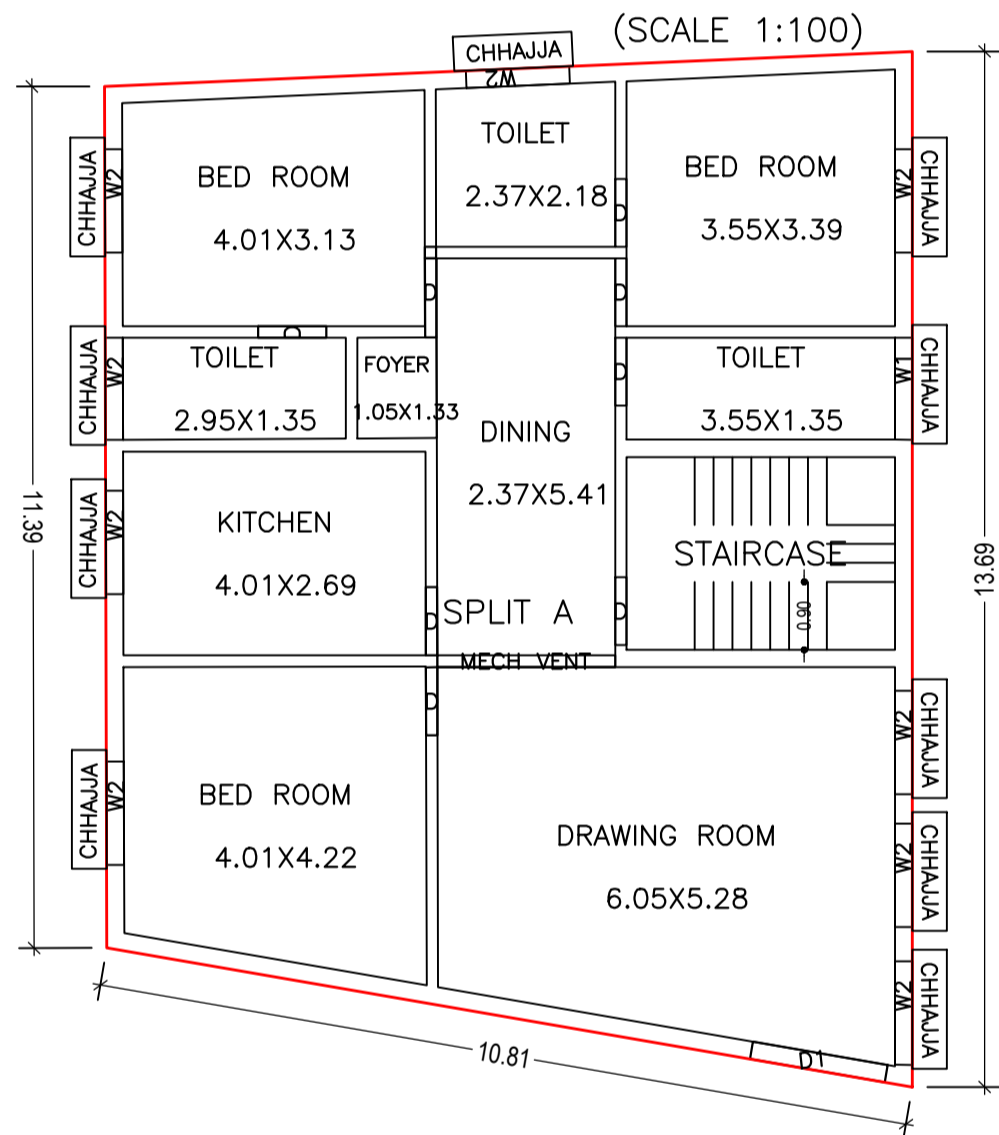 (SCALE 1:100)
CHHAJJA
W2
TOILET
2.37X2.18
BED ROOM
4.01X3.13
BED ROOM
3.55X3.39
CHHAJJA
W2
W2
CHHAJJA
D
D
D
D
CHHAJJA
W2
TOILET
2.95X1.35
FOYER
1.05X1.33
D
TOILET
3.55X1.35
W1
CHHAJJA
DINING
2.37X5.41
11.39
CHHAJJA
W2
KITCHEN
4.01X2.69
STAIRCASE
0.90
13.69
D
SPLIT A
D
MECH VENT
D
CHHAJJA
W2
BED ROOM
4.01X4.22
DRAWING ROOM
6.05X5.28
W2
CHHAJJA
W2
CHHAJJA
W2
CHHAJJA
D1
10.81